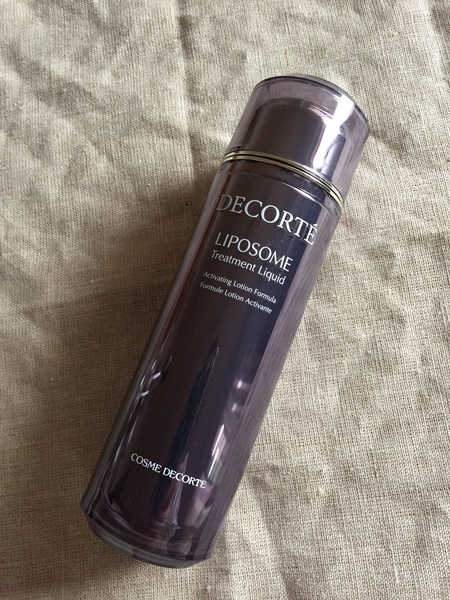 DECORTÉ
LIPOSOME
Treatment Liquid
Activating Lotion Formula
Formule Lotion Activante
COSME DECORTE